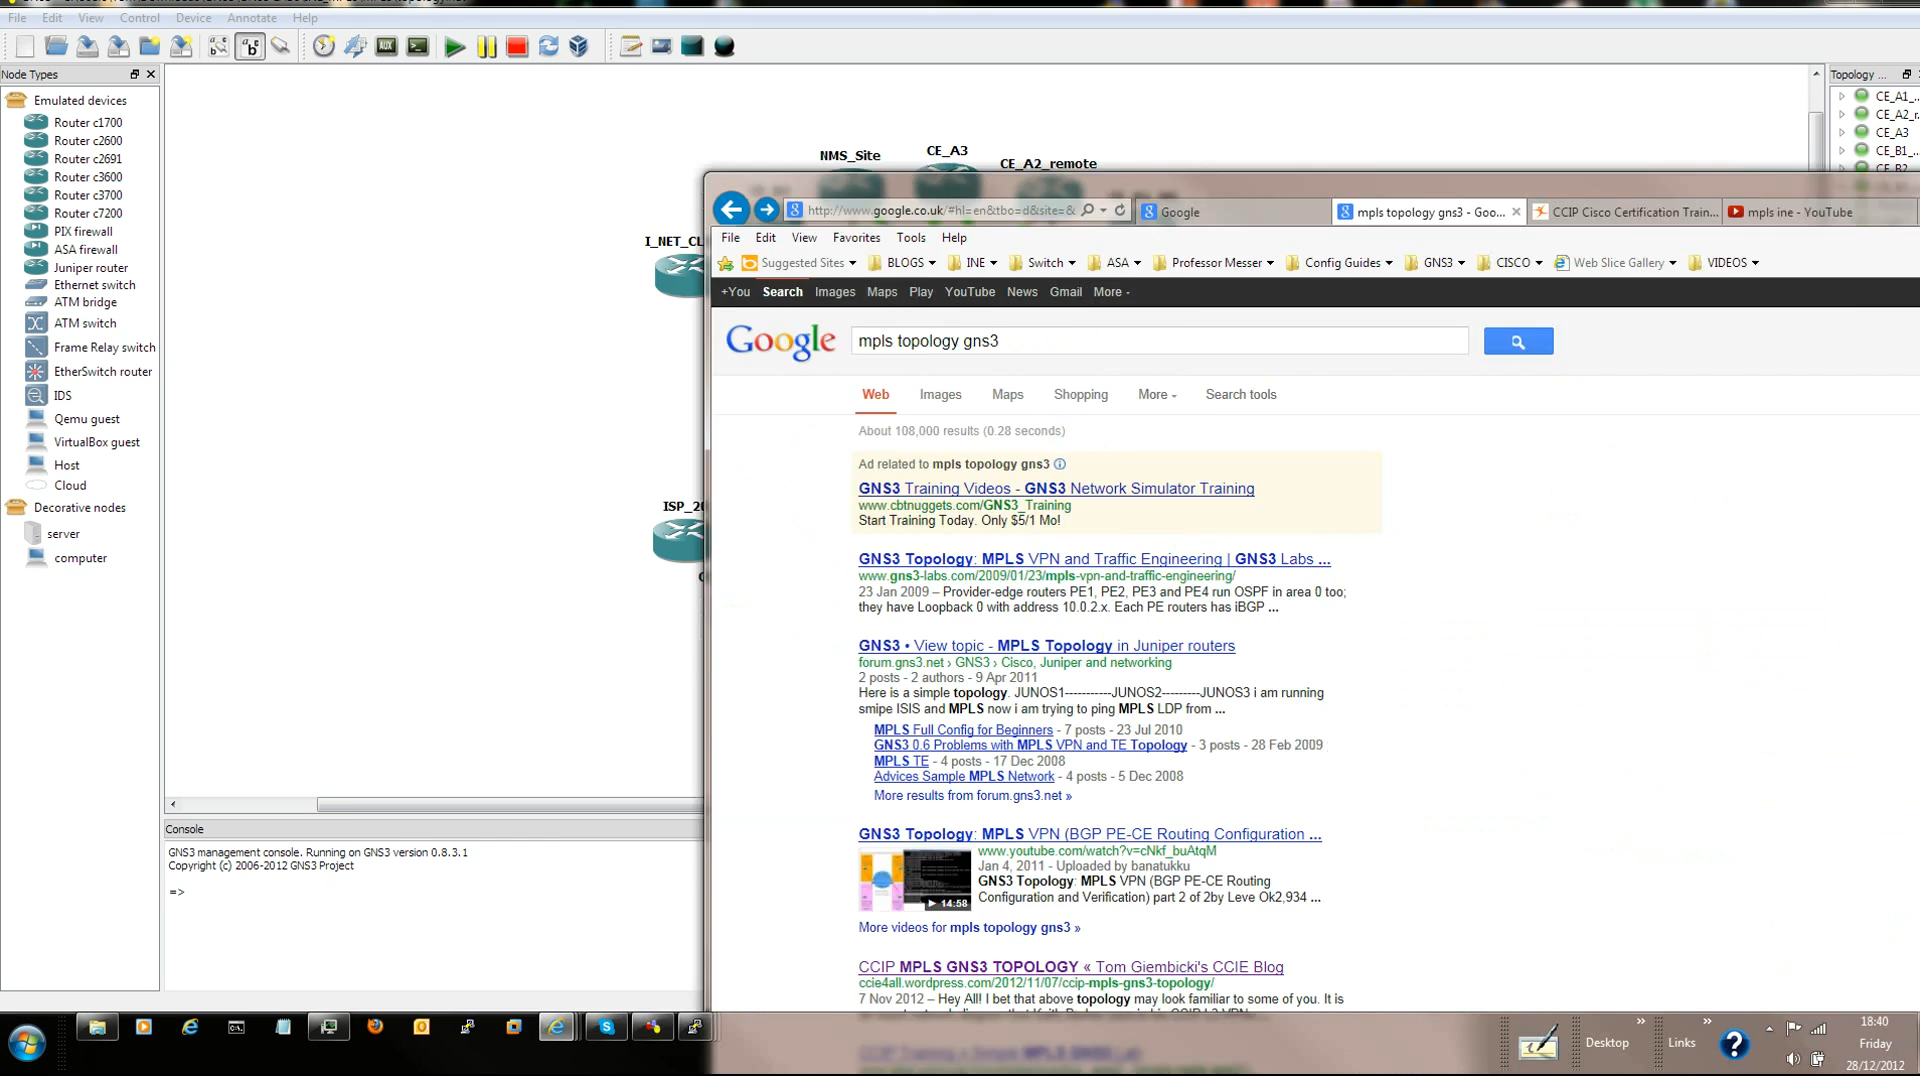 File Edit View Control Device Annotate Help
AUX
Node Types
Emulated devices
Router c1700
Router c2600
Router c2691
Router c3600
Router c3700
Router c7200
PIX firewall
ASA firewall
Juniper router
Ethernet switch
ATM bridge
ATM switch
Frame Relay switch
EtherSwitch router
IDS
Qemu guest
VirtualBox guest
Host
Cloud
Decorative nodes
server
computer
NMS_Site
CE_A3
CE_A2_remote
I_NET_CL
ISP_20
Topology ...
CE_A1_...
CE_A2_r...
CE_A3
CE_B1_...
CE_B2
Console
GNS3 management console. Running on GNS3 version 0.8.3.1
Copyright (c) 2006-2012 GNS3 Project
=>
http://www.google.co.uk/#hl=en&tbo=d&site=&
Google
mpls topology gns3 - Goo...
CCIP Cisco Certification Train...
mpls ine - YouTube
File Edit View Favorites Tools Help
Suggested Sites BLOGS INE Switch ASA Professor Messer Config Guides GNS3 CISCO Web Slice Gallery VIDEOS
+You Search Images Maps Play YouTube News Gmail More
Google
mpls topology gns3
Web Images Maps Shopping More Search tools
About 108,000 results (0.28 seconds)
Ad related to mpls topology gns3
GNS3 Training Videos - GNS3 Network Simulator Training
www.cbtnuggets.com/GNS3_Training
Start Training Today. Only $5/1 Mo!
GNS3 Topology: MPLS VPN and Traffic Engineering | GNS3 Labs ...
www.gns3-labs.com/2009/01/23/mpls-vpn-and-traffic-engineering/
23 Jan 2009 – Provider-edge routers PE1, PE2, PE3 and PE4 run OSPF in area 0 too;
they have Loopback 0 with address 10.0.2.x. Each PE routers has iBGP ...
GNS3 • View topic - MPLS Topology in Juniper routers
forum.gns3.net › GNS3 › Cisco, Juniper and networking
2 posts - 2 authors - 9 Apr 2011
Here is a simple topology. JUNOS1-----------JUNOS2---------JUNOS3 i am running
smipe ISIS and MPLS now i am trying to ping MPLS LDP from ...
MPLS Full Config for Beginners - 7 posts - 23 Jul 2010
GNS3 0.6 Problems with MPLS VPN and TE Topology - 3 posts - 28 Feb 2009
MPLS TE - 4 posts - 17 Dec 2008
Advices Sample MPLS Network - 4 posts - 5 Dec 2008
More results from forum.gns3.net »
GNS3 Topology: MPLS VPN (BGP PE-CE Routing Configuration ...
www.youtube.com/watch?v=cNkf_buAtqM
Jan 4, 2011 - Uploaded by banatukku
GNS3 Topology: MPLS VPN (BGP PE-CE Routing
Configuration and Verification) part 2 of 2by Leve Ok2,934 ...
14:58
More videos for mpls topology gns3 »
CCIP MPLS GNS3 TOPOLOGY « Tom Giembicki's CCIE Blog
ccie4all.wordpress.com/2012/11/07/ccip-mpls-gns3-topology/
7 Nov 2012 – Hey All! I bet that above topology may look familiar to some of you. It is
Desktop
Links
18:40
Friday
28/12/2012